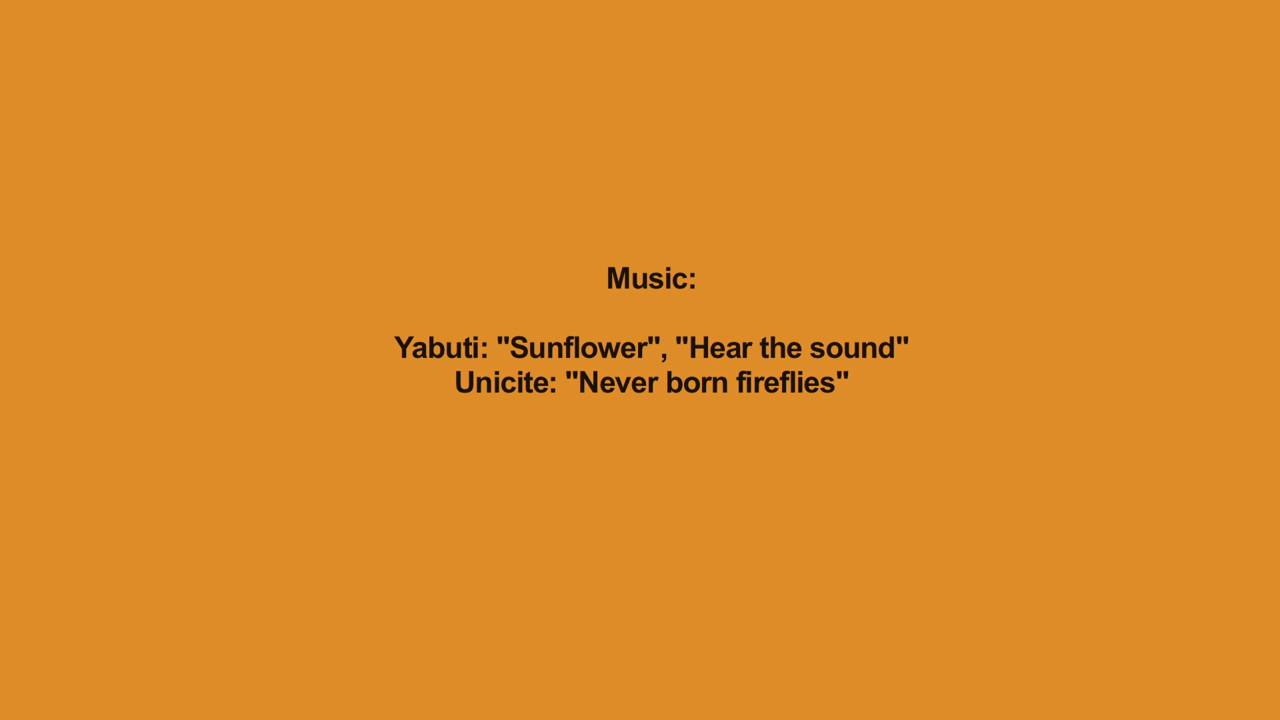 Music:
Yabuti: "Sunflower", "Hear the sound"
Unicite: "Never born fireflies"